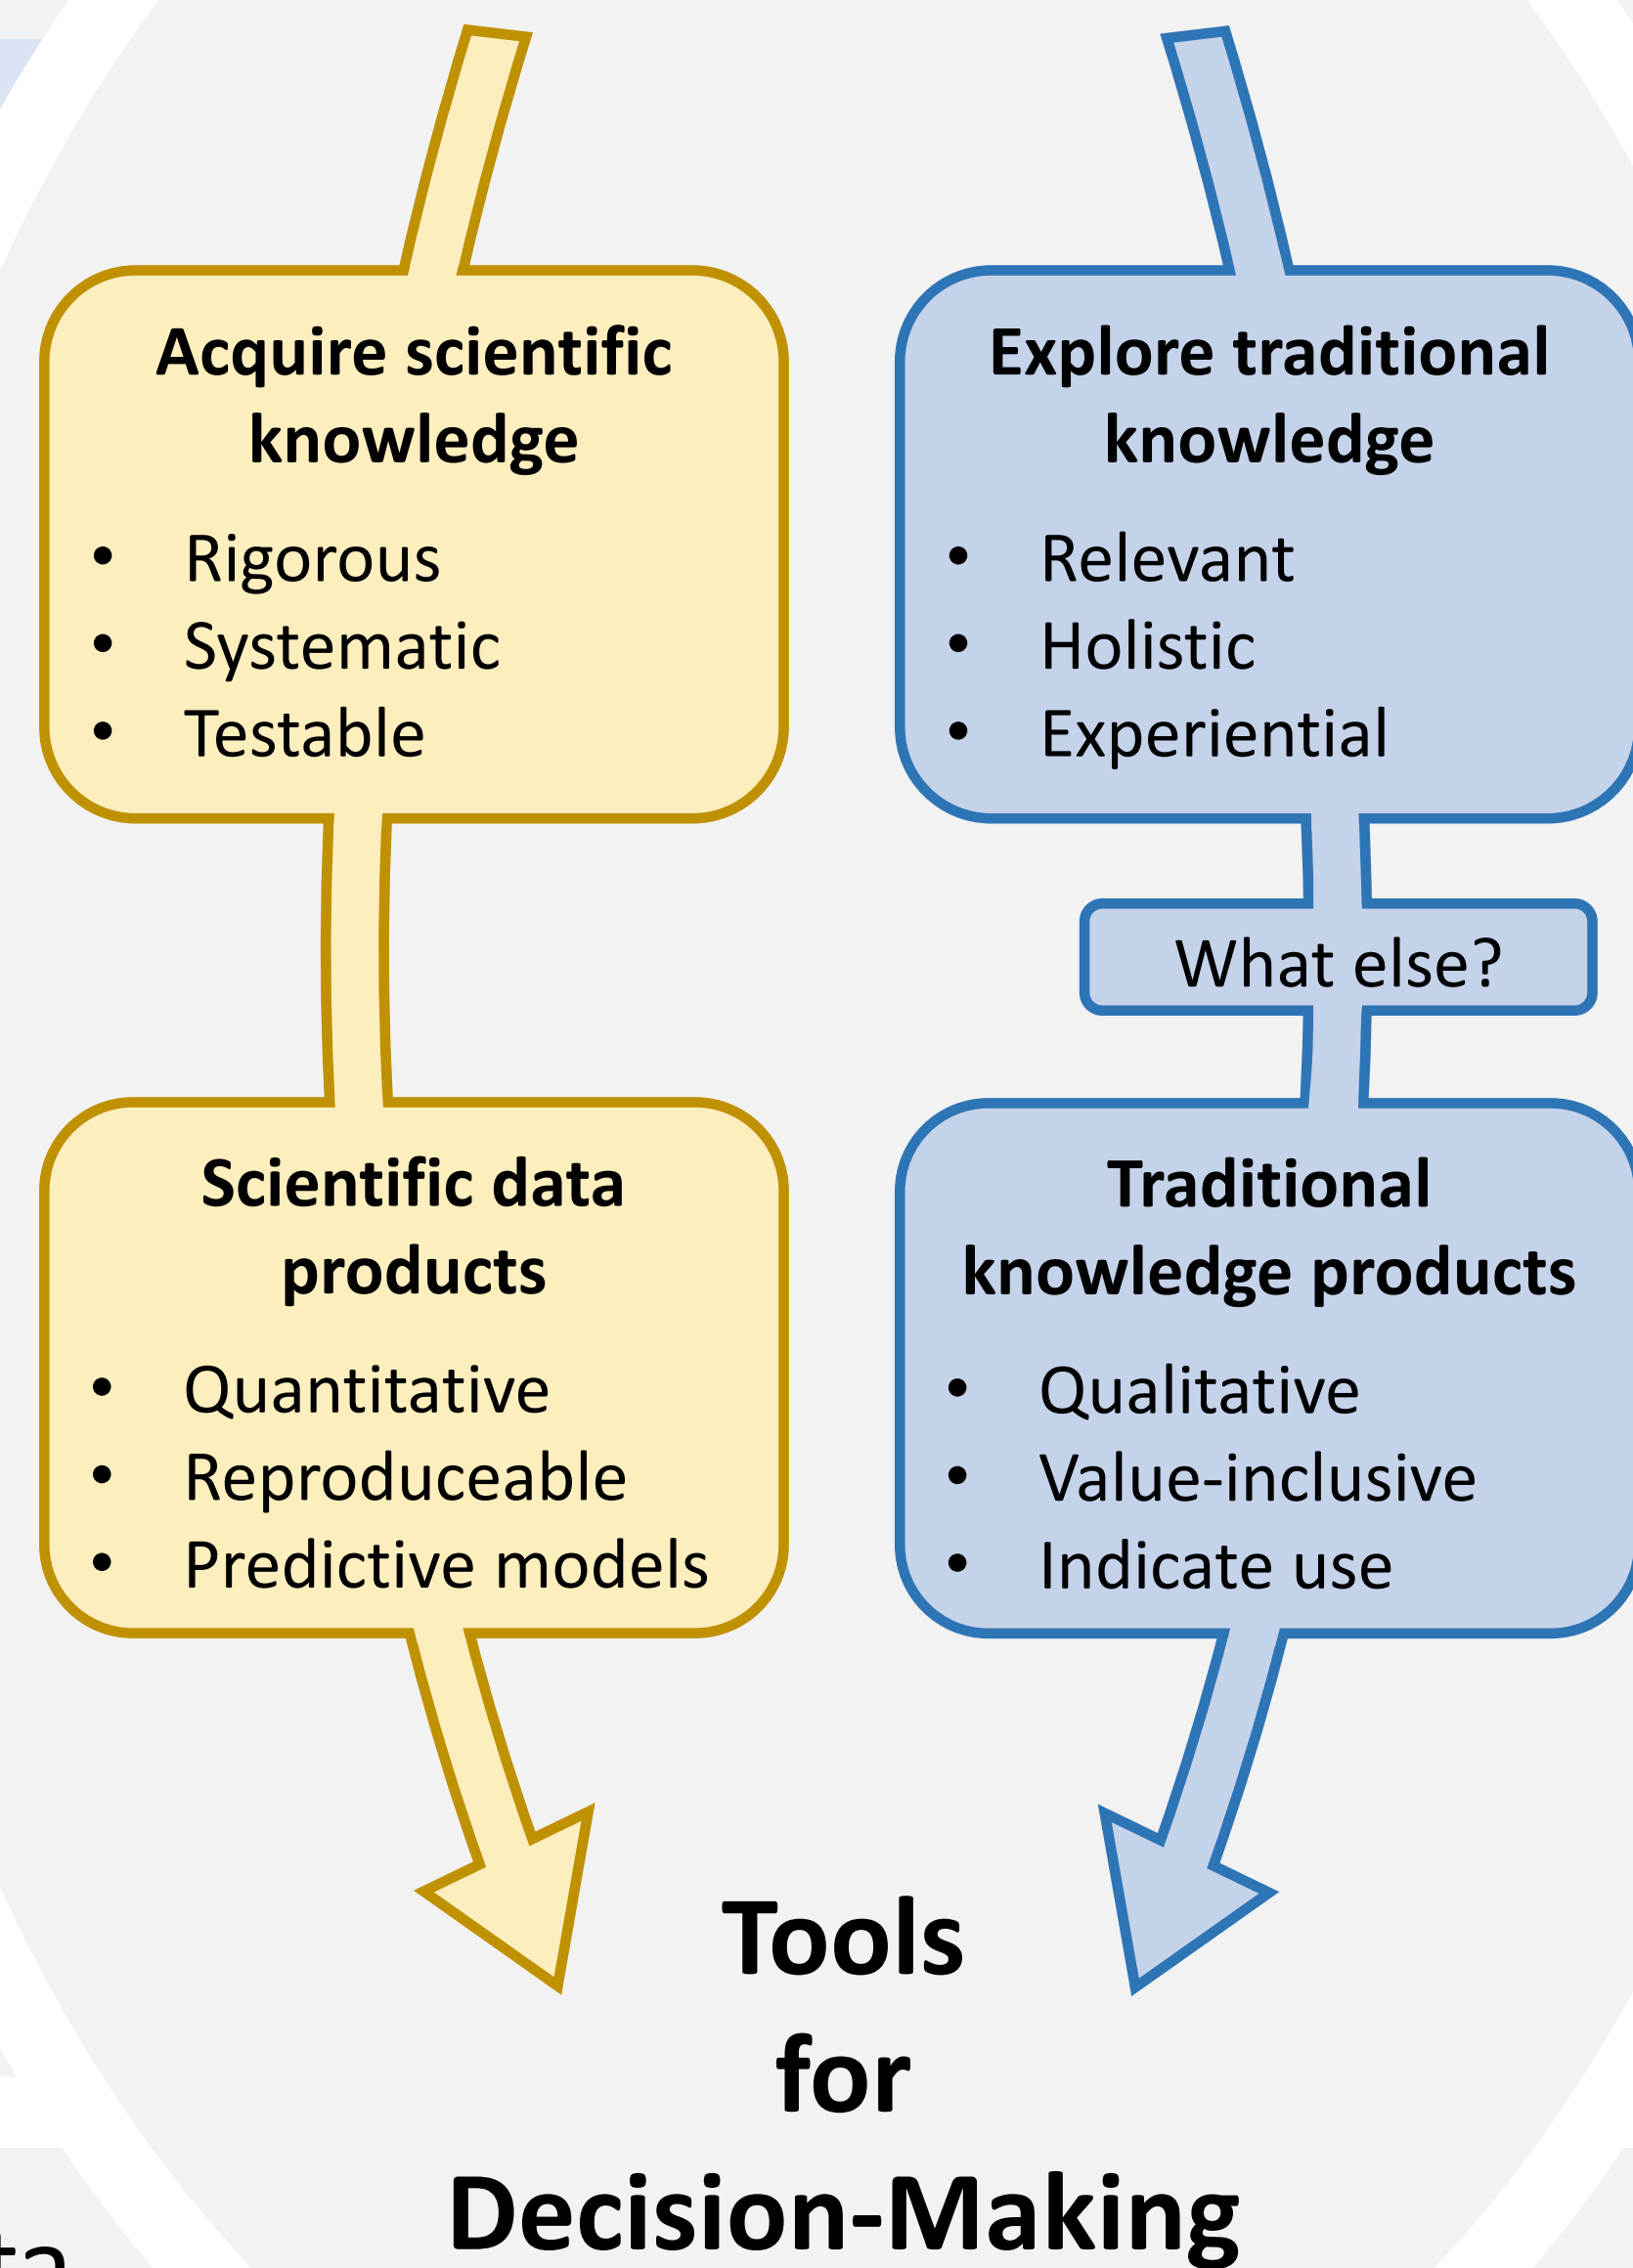 Acquire scientific
knowledge
• Rigorous
• Systematic
• Testable
Explore traditional
knowledge
• Relevant
• Holistic
• Experiential
What else?
Scientific data
products
• Quantitative
• Reproduceable
• Predictive models
Traditional
knowledge products
• Qualitative
• Value-inclusive
• Indicate use
Tools
for
Decision-Making